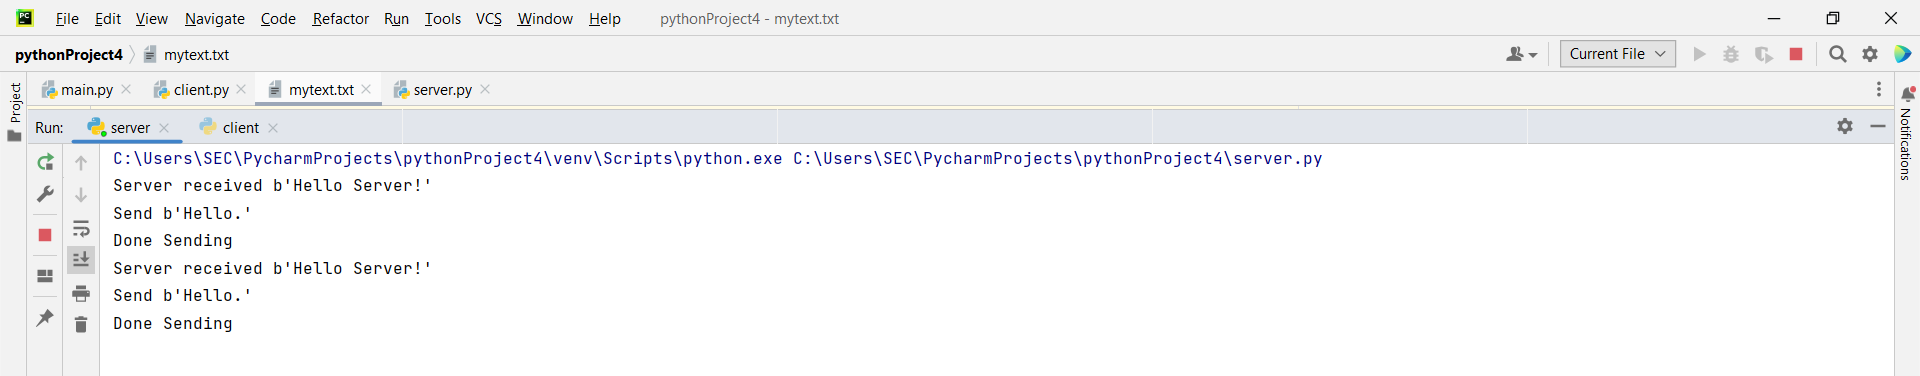 PC File Edit View Navigate Code Refactor Run Tools VCS Window Help pythonProject4 - mytext.txt
pythonProject4 mytext.txt Current File
main.py client.py mytext.txt server.py
Project
Notifications
Run: server client
C:\Users\SEC\PycharmProjects\pythonProject4\venv\Scripts\python.exe C:\Users\SEC\PycharmProjects\pythonProject4\server.py
Server received b'Hello Server!'
Send b'Hello.'
Done Sending
Server received b'Hello Server!'
Send b'Hello.'
Done Sending